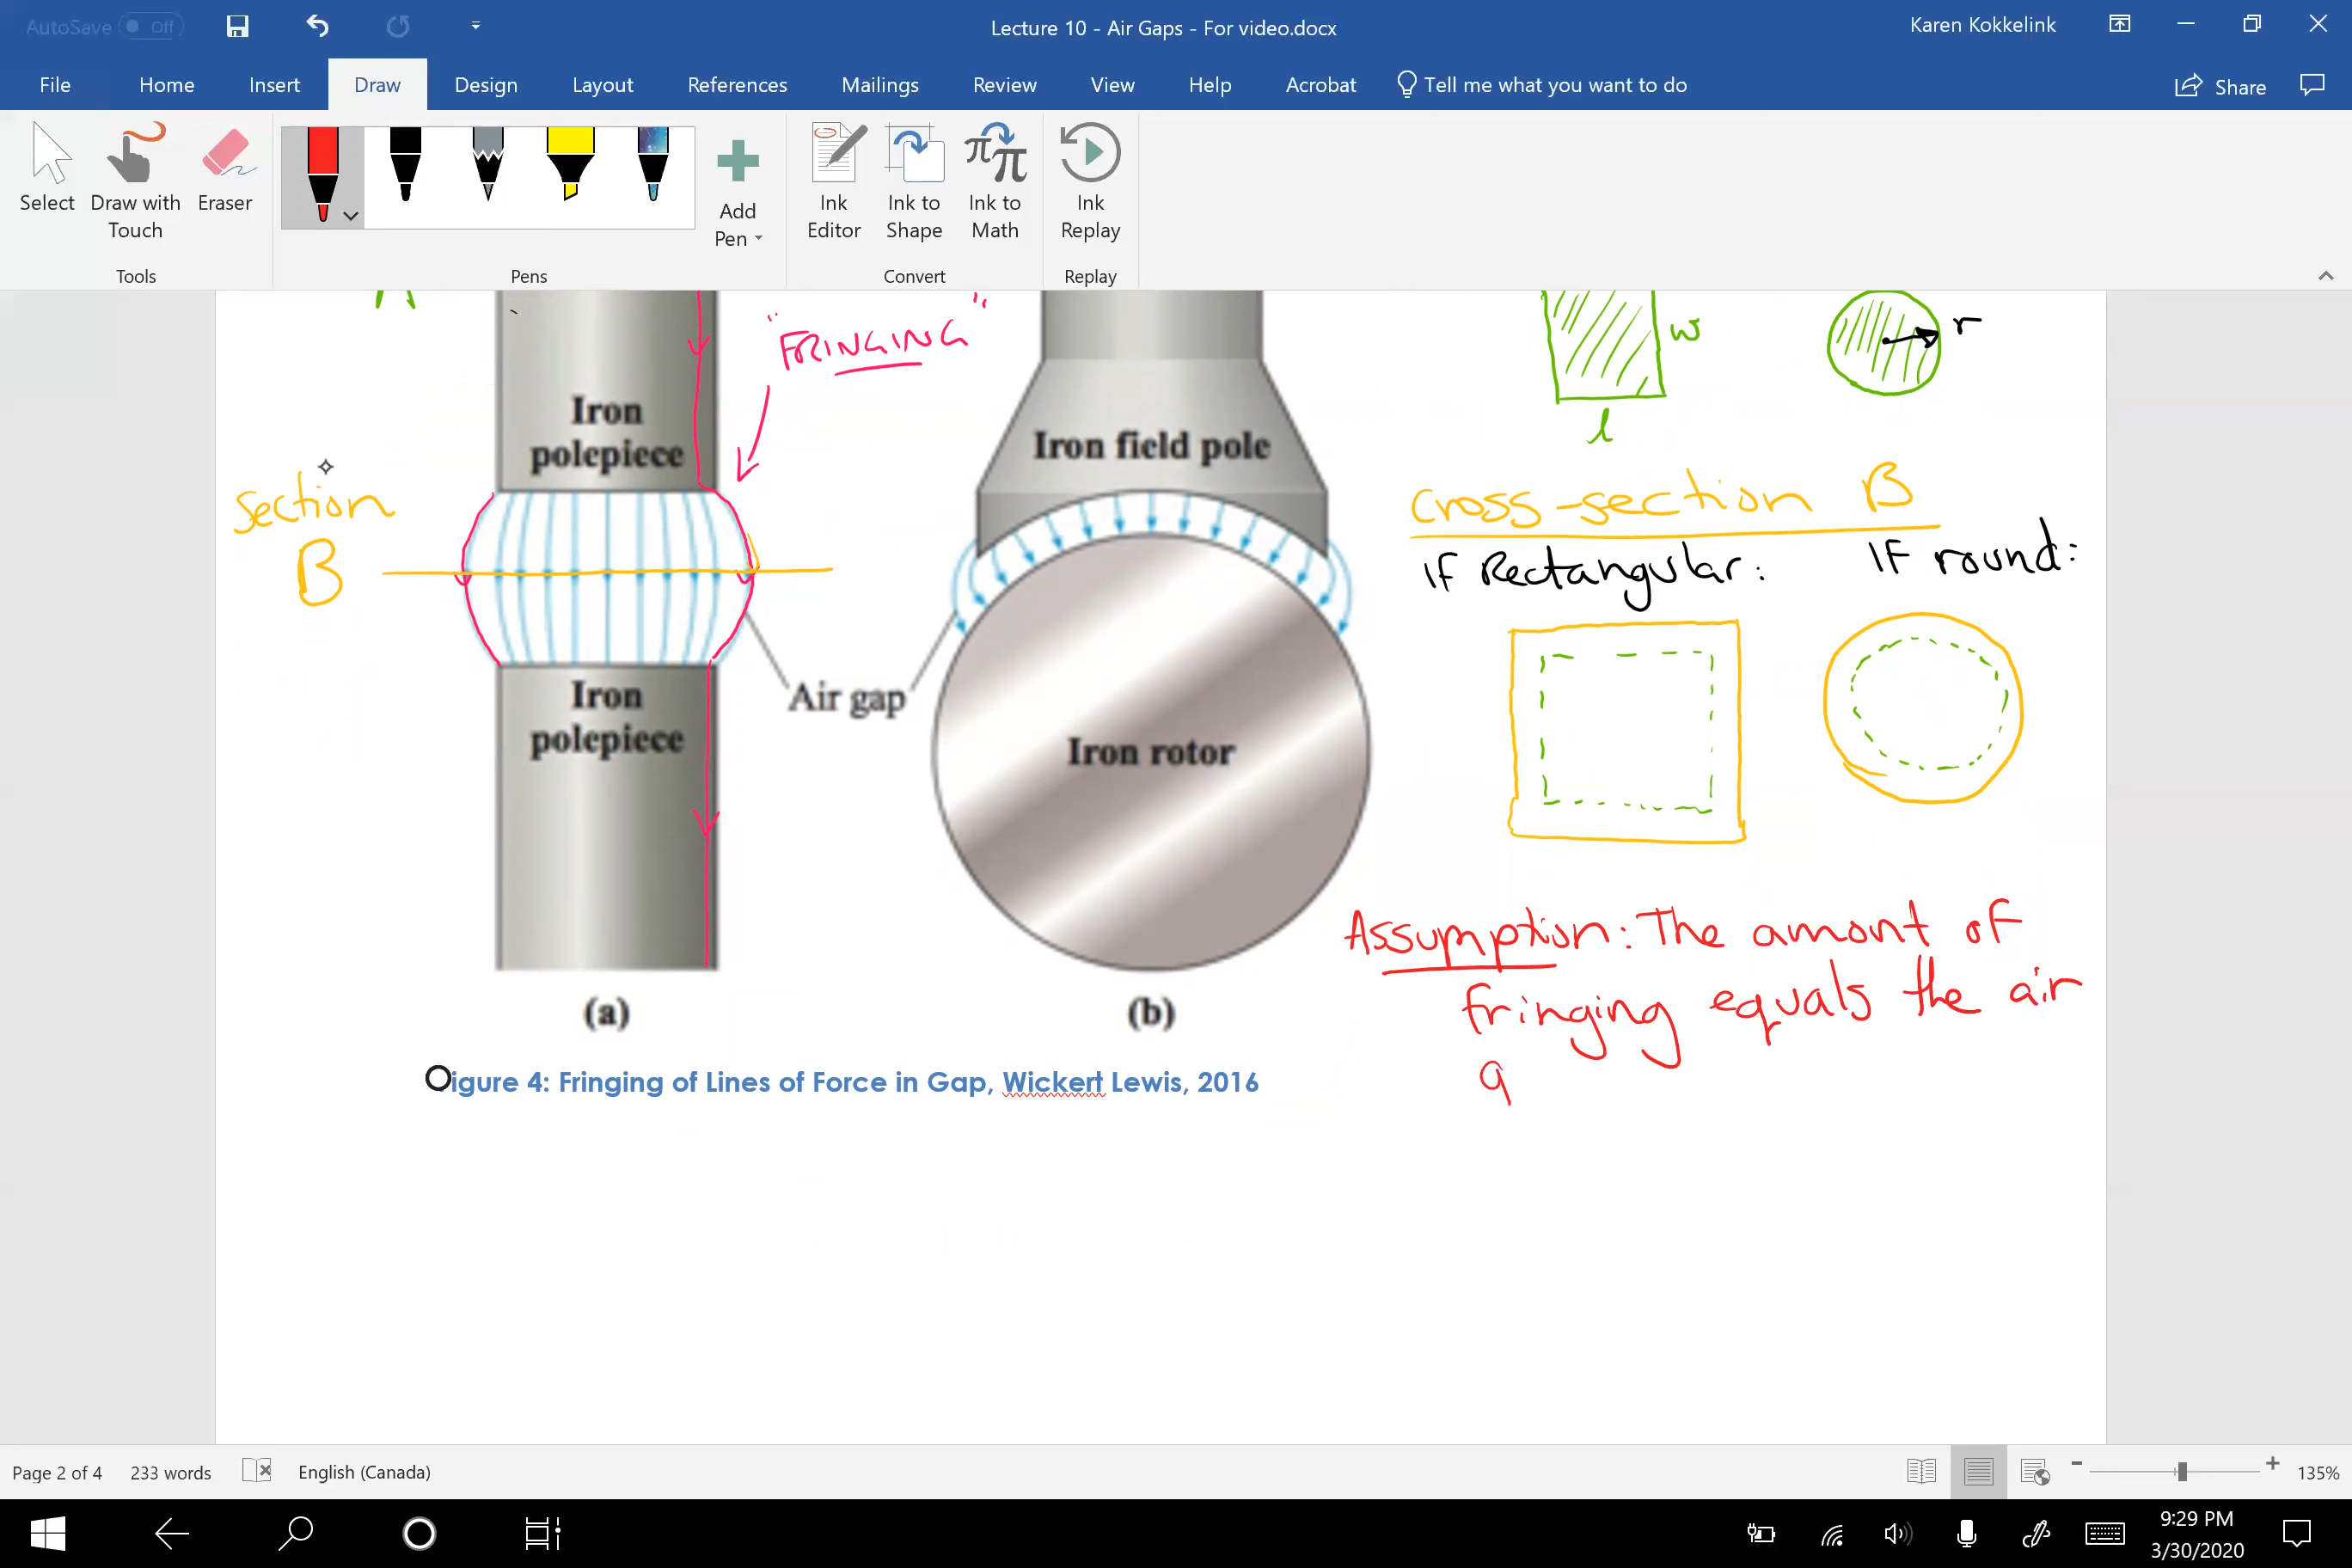 AutoSave Off
Lecture 10 - Air Gaps - For video.docx
Karen Kokkelink
File Home Insert Draw Design Layout References Mailings Review View Help Acrobat Tell me what you want to do
Share
Select
Draw with Touch
Eraser
Tools
Pens
Add Pen
Ink Editor
Ink to Shape
Ink to Math
Convert
Ink Replay
Replay
"FRINGING"
w
r
l
Iron
polepiece
Iron field pole
Section
B
Cross-section B
If Rectangular:
If round:
Iron
polepiece
Air gap
Iron rotor
Assumption: The amont of
fringing equals the air
g
(a)
(b)
igure 4: Fringing of Lines of Force in Gap, Wickert Lewis, 2016
Page 2 of 4
233 words
English (Canada)
135%
9:29 PM
3/30/2020